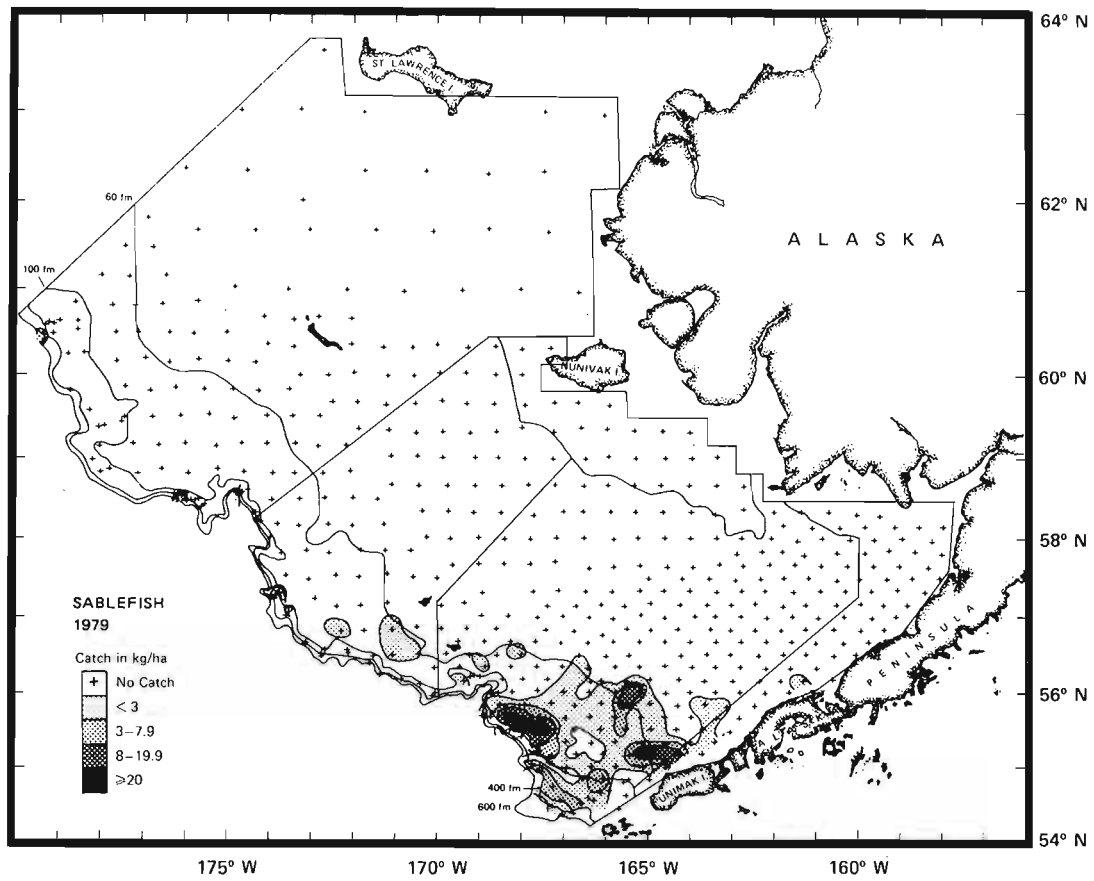 64° N
ST LAWRENCE I
60 fm
62° N
ALASKA
100 fm
NUNIVAK I
60° N
58° N
SABLEFISH
1979
PENINSULA
Catch in kg/ha
+ No Catch
< 3
56° N
3–7.9
8–19.9
≥20
400 fm
UNIMAK I
600 fm
54° N
175° W
170° W
165° W
160° W